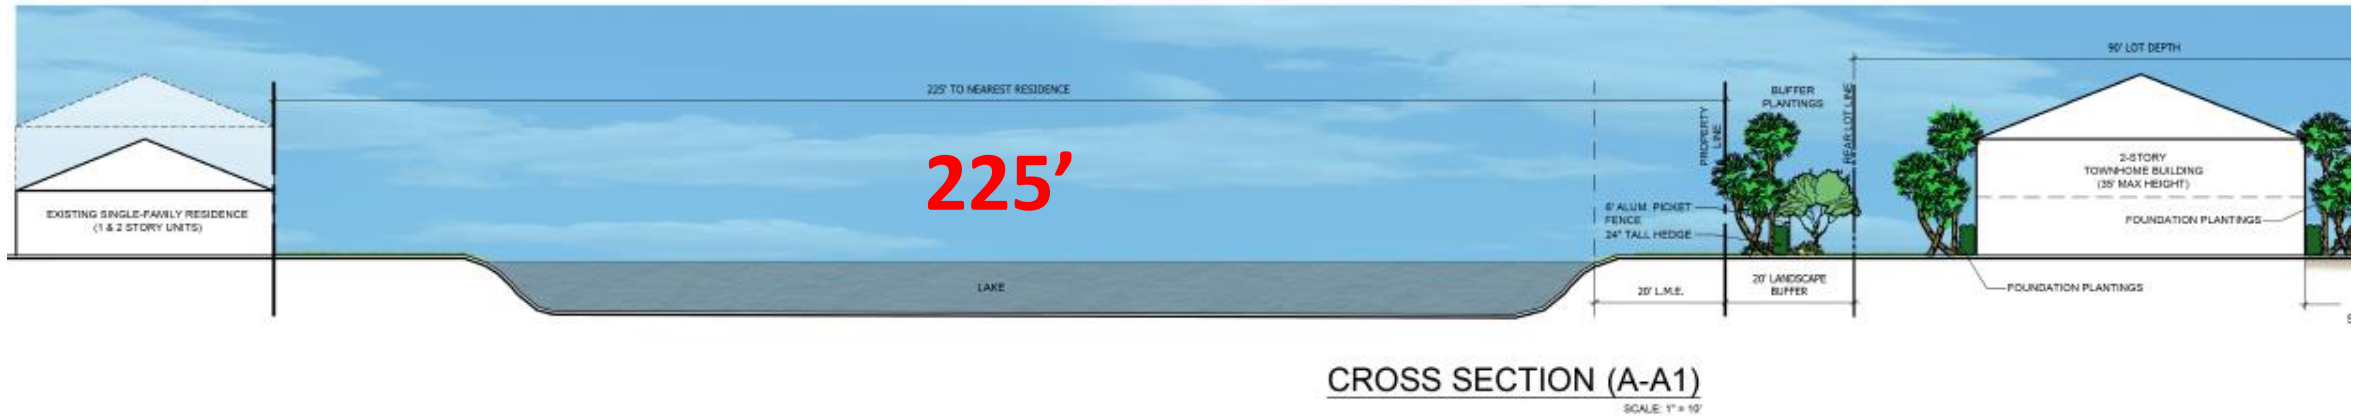 225' TO NEAREST RESIDENCE
225'
EXISTING SINGLE-FAMILY RESIDENCE
(1 & 2 STORY UNITS)
LAKE
PROPERTY
LINE
BUFFER
PLANTINGS
REAR LOT LINE
6' ALUM. PICKET
FENCE
24" TALL HEDGE
20' L.M.E.
20' LANDSCAPE
BUFFER
90' LOT DEPTH
2-STORY
TOWNHOME BUILDING
(35' MAX HEIGHT)
FOUNDATION PLANTINGS
FOUNDATION PLANTINGS
CROSS SECTION (A-A1)
SCALE: 1" = 10'